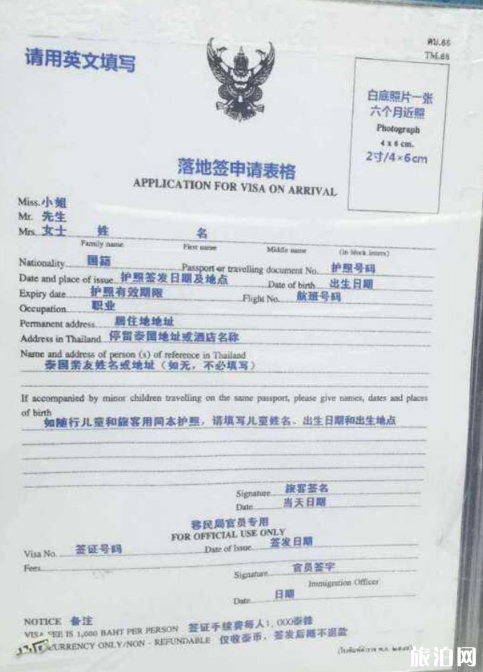 请用英文填写
ตม.88
TM.88
白底照片一张
六个月近照
Photograph
4 x 6 cm.
2寸/4×6cm
落地签申请表格
APPLICATION FOR VISA ON ARRIVAL
Miss. 小姐
Mr. 先生
Mrs. 女士 姓 名
Family name First name Middle name (in block letters)
Nationality 国籍 Passport or travelling document No. 护照号码
Date and place of issue 护照签发日期及地点 Date of birth 出生日期
Expiry date 护照有效期限 Flight No. 航班号码
Occupation 职业
Permanent address 居住地地址
Address in Thailand 停留泰国地址或酒店名称
Name and address of person (s) of reference in Thailand
泰国亲友姓名或地址（如无，不必填写）
If accompanied by minor children travelling on the same passport, please give names, dates and places
of birth
如随行儿童和旅客用同本护照，请填写儿童姓名、出生日期和出生地点
Signature 旅客签名
Date 当天日期
移民局官员专用
FOR OFFICIAL USE ONLY
Visa No. 签证号码 Date of Issue 签发日期
Fees
Signature 官员签字
Immigration Officer
Date 日期
NOTICE 备注
VISA FEE IS 1,000 BAHT PER PERSON 签证手续费每人1,000泰铢
CURRENCY ONLY/NON - REFUNDABLE 仅收泰币，签发后概不退款
旅泊网